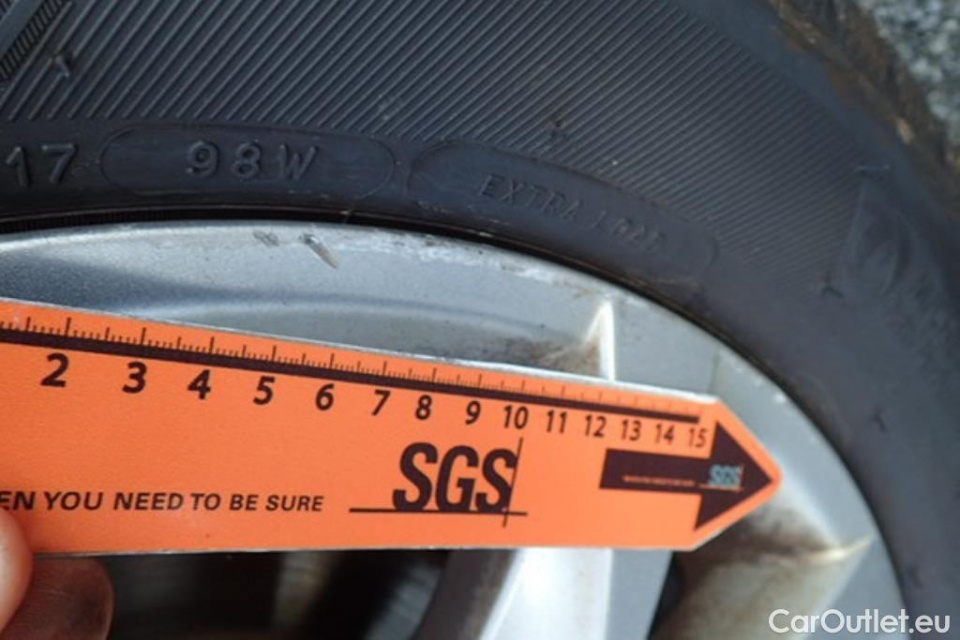 17 98W EXTRA LOAD
2 3 4 5 6 7 8 9 10 11 12 13 14 15
SGS
SGS
EN YOU NEED TO BE SURE
CarOutlet.eu